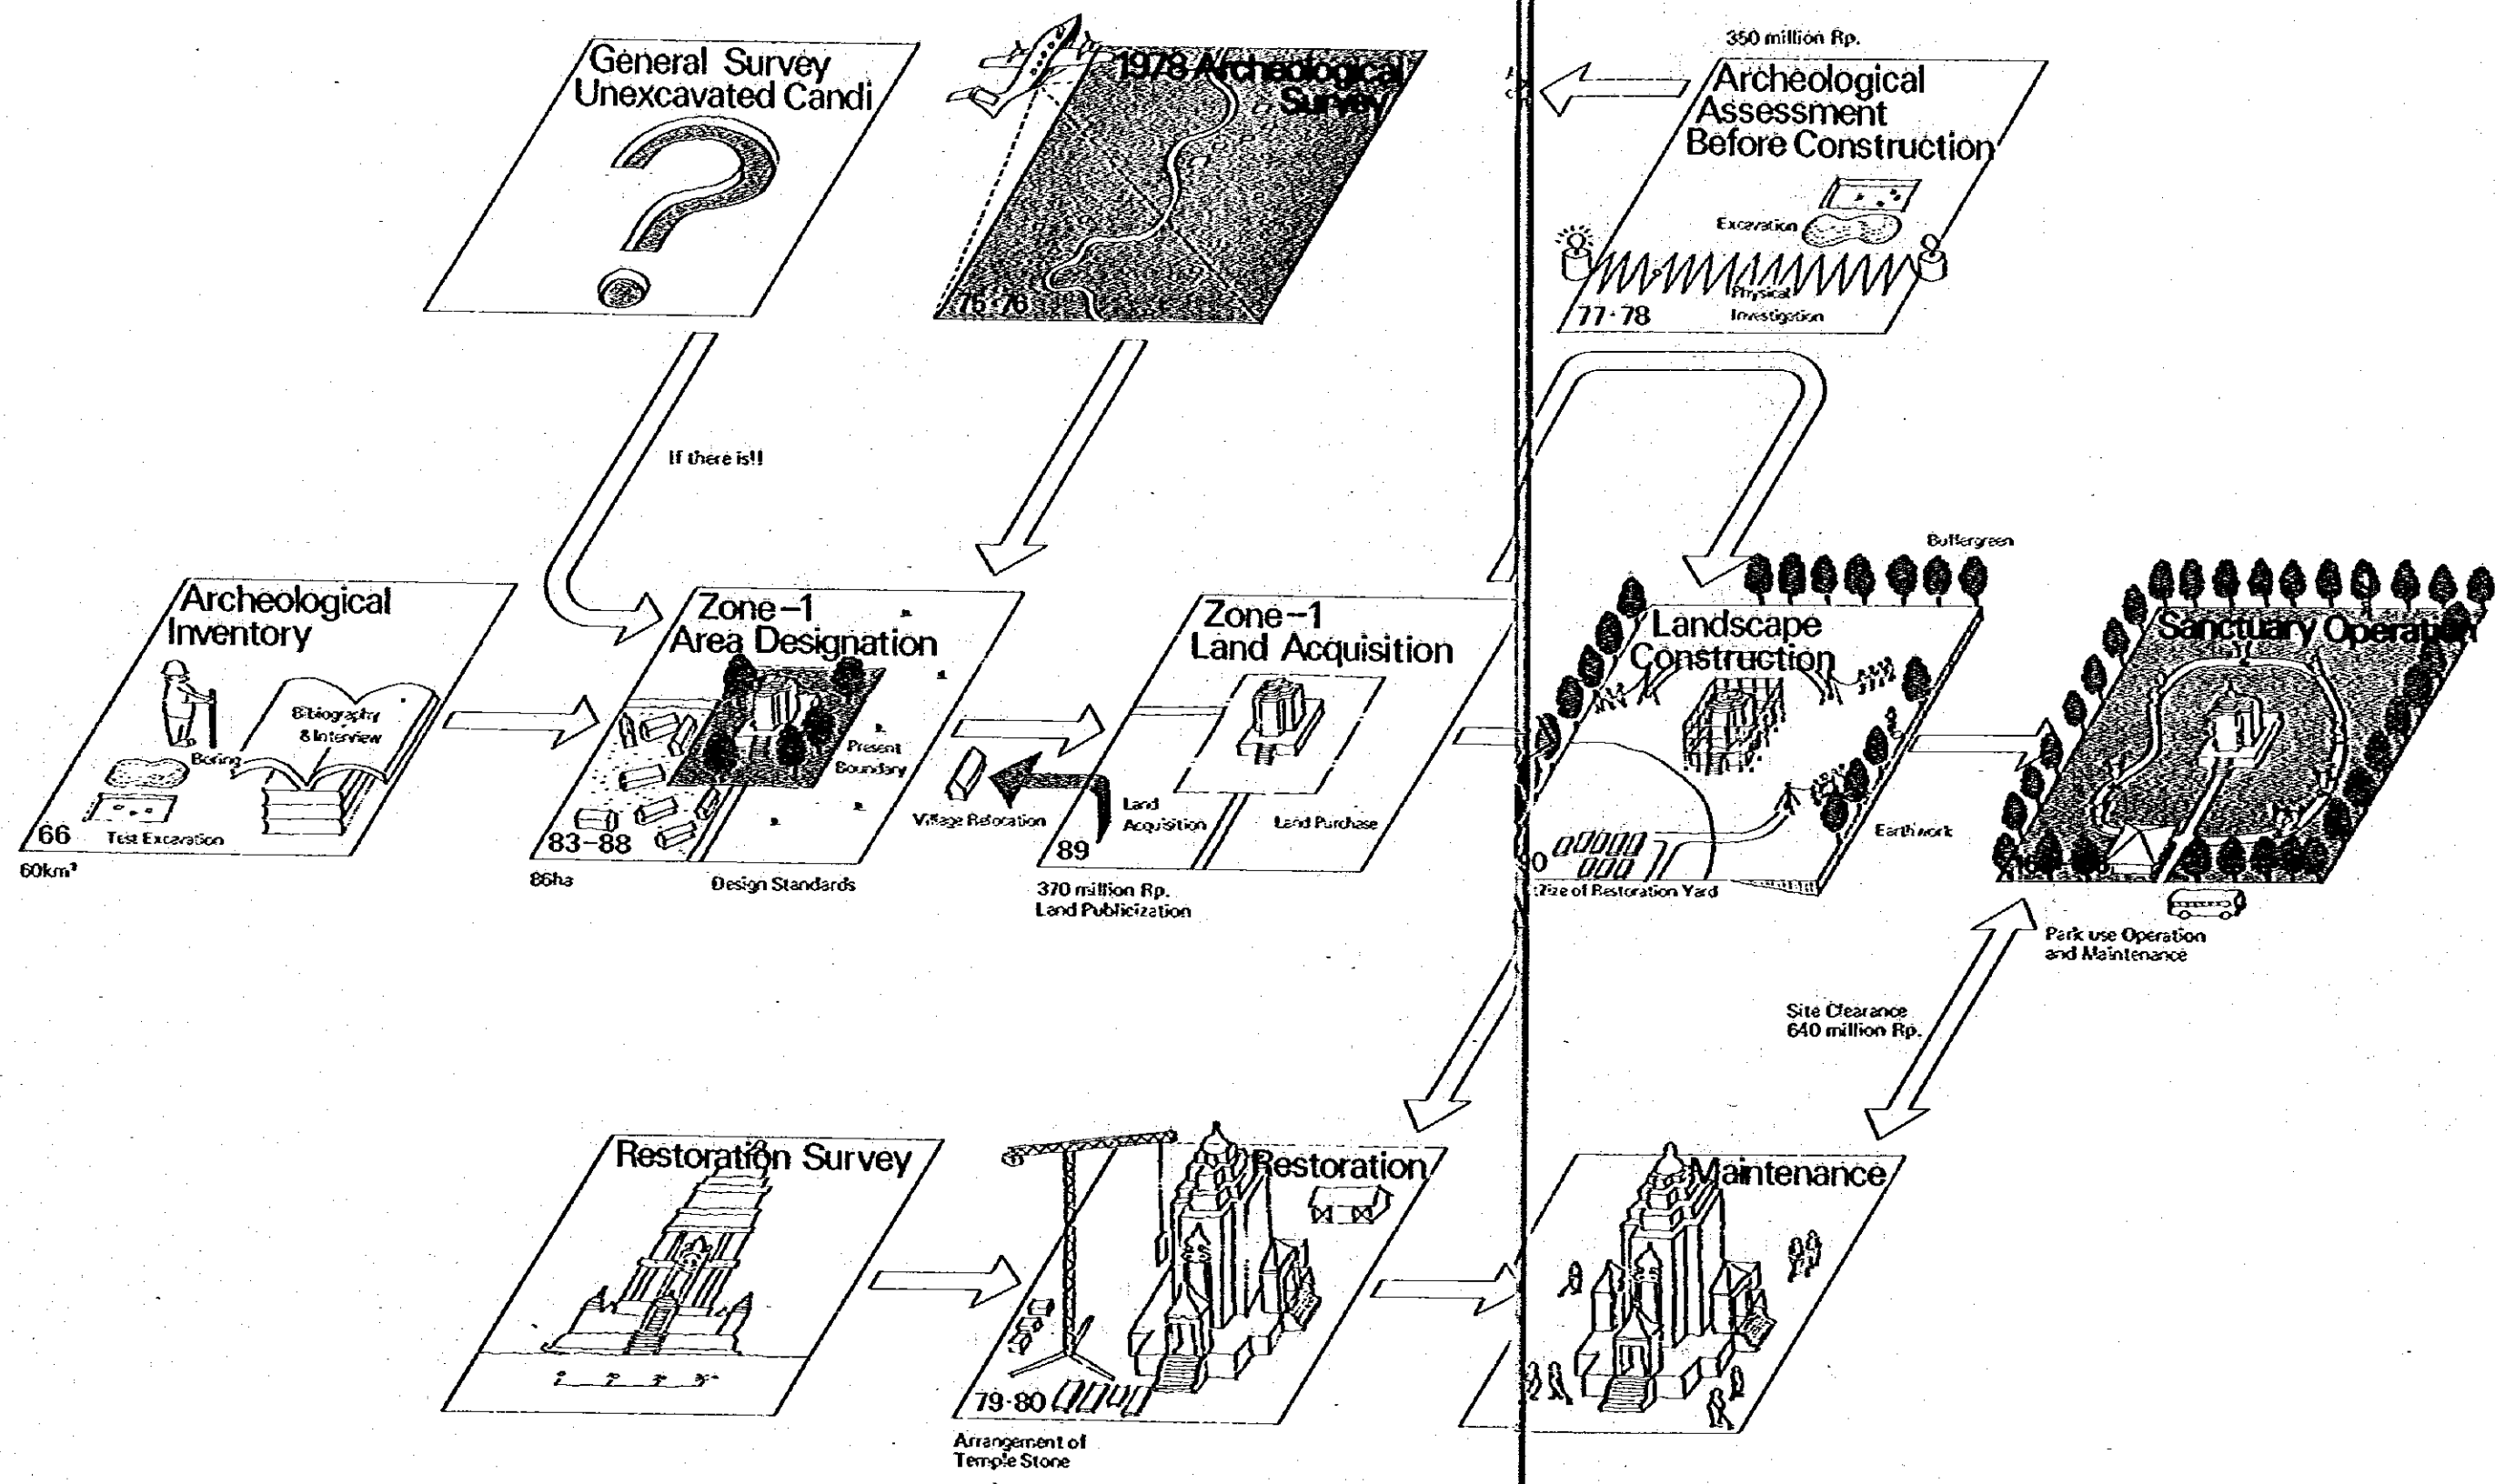 General Survey
Unexcavated Candi
1978 Archeological
Survey
75·76
350 million Rp.
Archeological
Assessment
Before Construction
Excavation
Physical
Investigation
77·78
If there is!!
Archeological
Inventory
Bibiography
& Interview
Boring
Test Excavation
66
60km²
Zone-1
Area Designation
Present
Boundary
83-88
86ha
Design Standards
Zone-1
Land Acquisition
Village Relocation
Land
Acquisition
Land Purchase
89
370 million Rp.
Land Publicization
Buffergreen
Landscape
Construction
Earthwork
of Restoration Yard
Sanctuary Operation
Park use Operation
and Maintenance
Site Clearance
640 million Rp.
Restoration Survey
Restoration
79·80
Arrangement of
Temple Stone
Maintenance